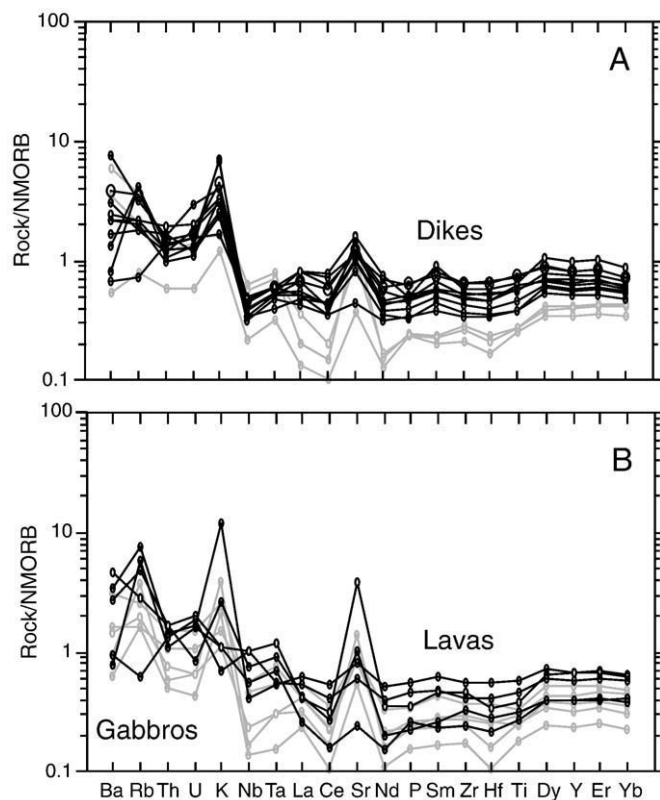 100
A
10
Rock/NMORB
Dikes
1
0.1
100
B
10
Rock/NMORB
Lavas
1
Gabbros
0.1
Ba Rb Th U K Nb Ta La Ce Sr Nd P Sm Zr Hf Ti Dy Y Er Yb